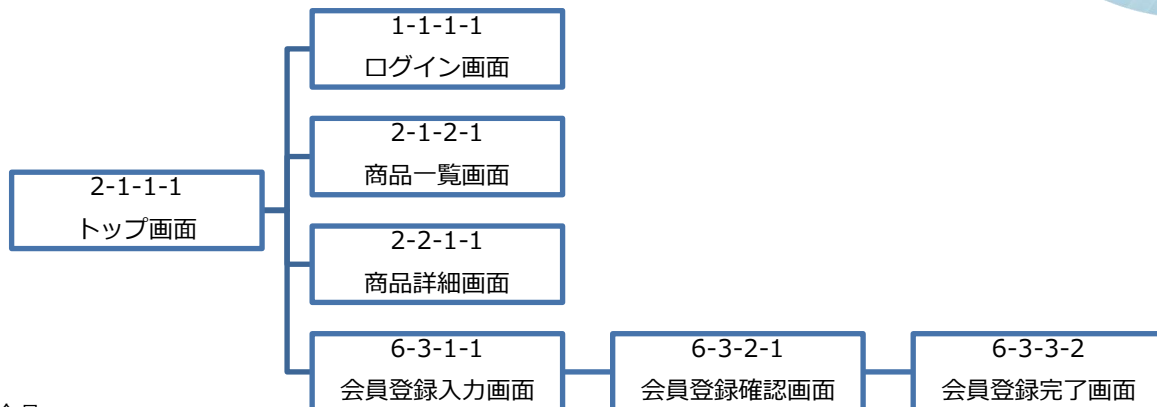 1-1-1-1
ログイン画面
2-1-2-1
商品一覧画面
2-1-1-1
トップ画面
2-2-1-1
商品詳細画面
6-3-1-1
会員登録入力画面
6-3-2-1
会員登録確認画面
6-3-3-2
会員登録完了画面